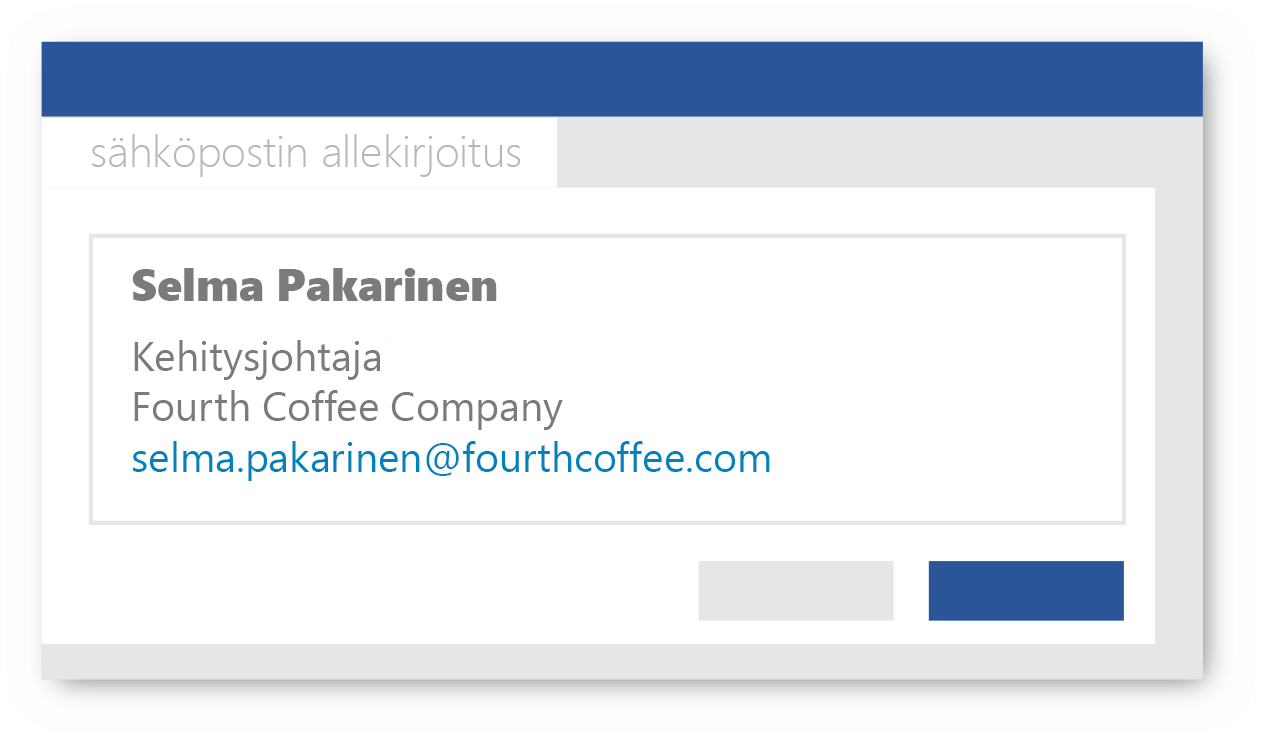 sähköpostin allekirjoitus
Selma Pakarinen
Kehitysjohtaja
Fourth Coffee Company
selma.pakarinen@fourthcoffee.com